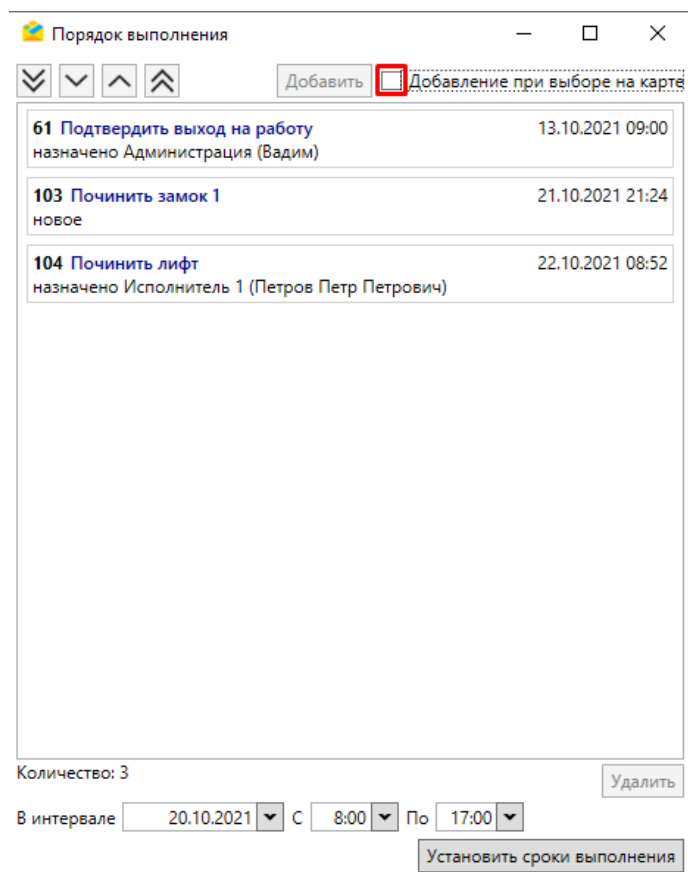 Порядок выполнения
Добавить Добавление при выборе на карте
61 Подтвердить выход на работу 13.10.2021 09:00
назначено Администрация (Вадим)
103 Починить замок 1 21.10.2021 21:24
новое
104 Починить лифт 22.10.2021 08:52
назначено Исполнитель 1 (Петров Петр Петрович)
Количество: 3
Удалить
В интервале 20.10.2021 С 8:00 По 17:00
Установить сроки выполнения